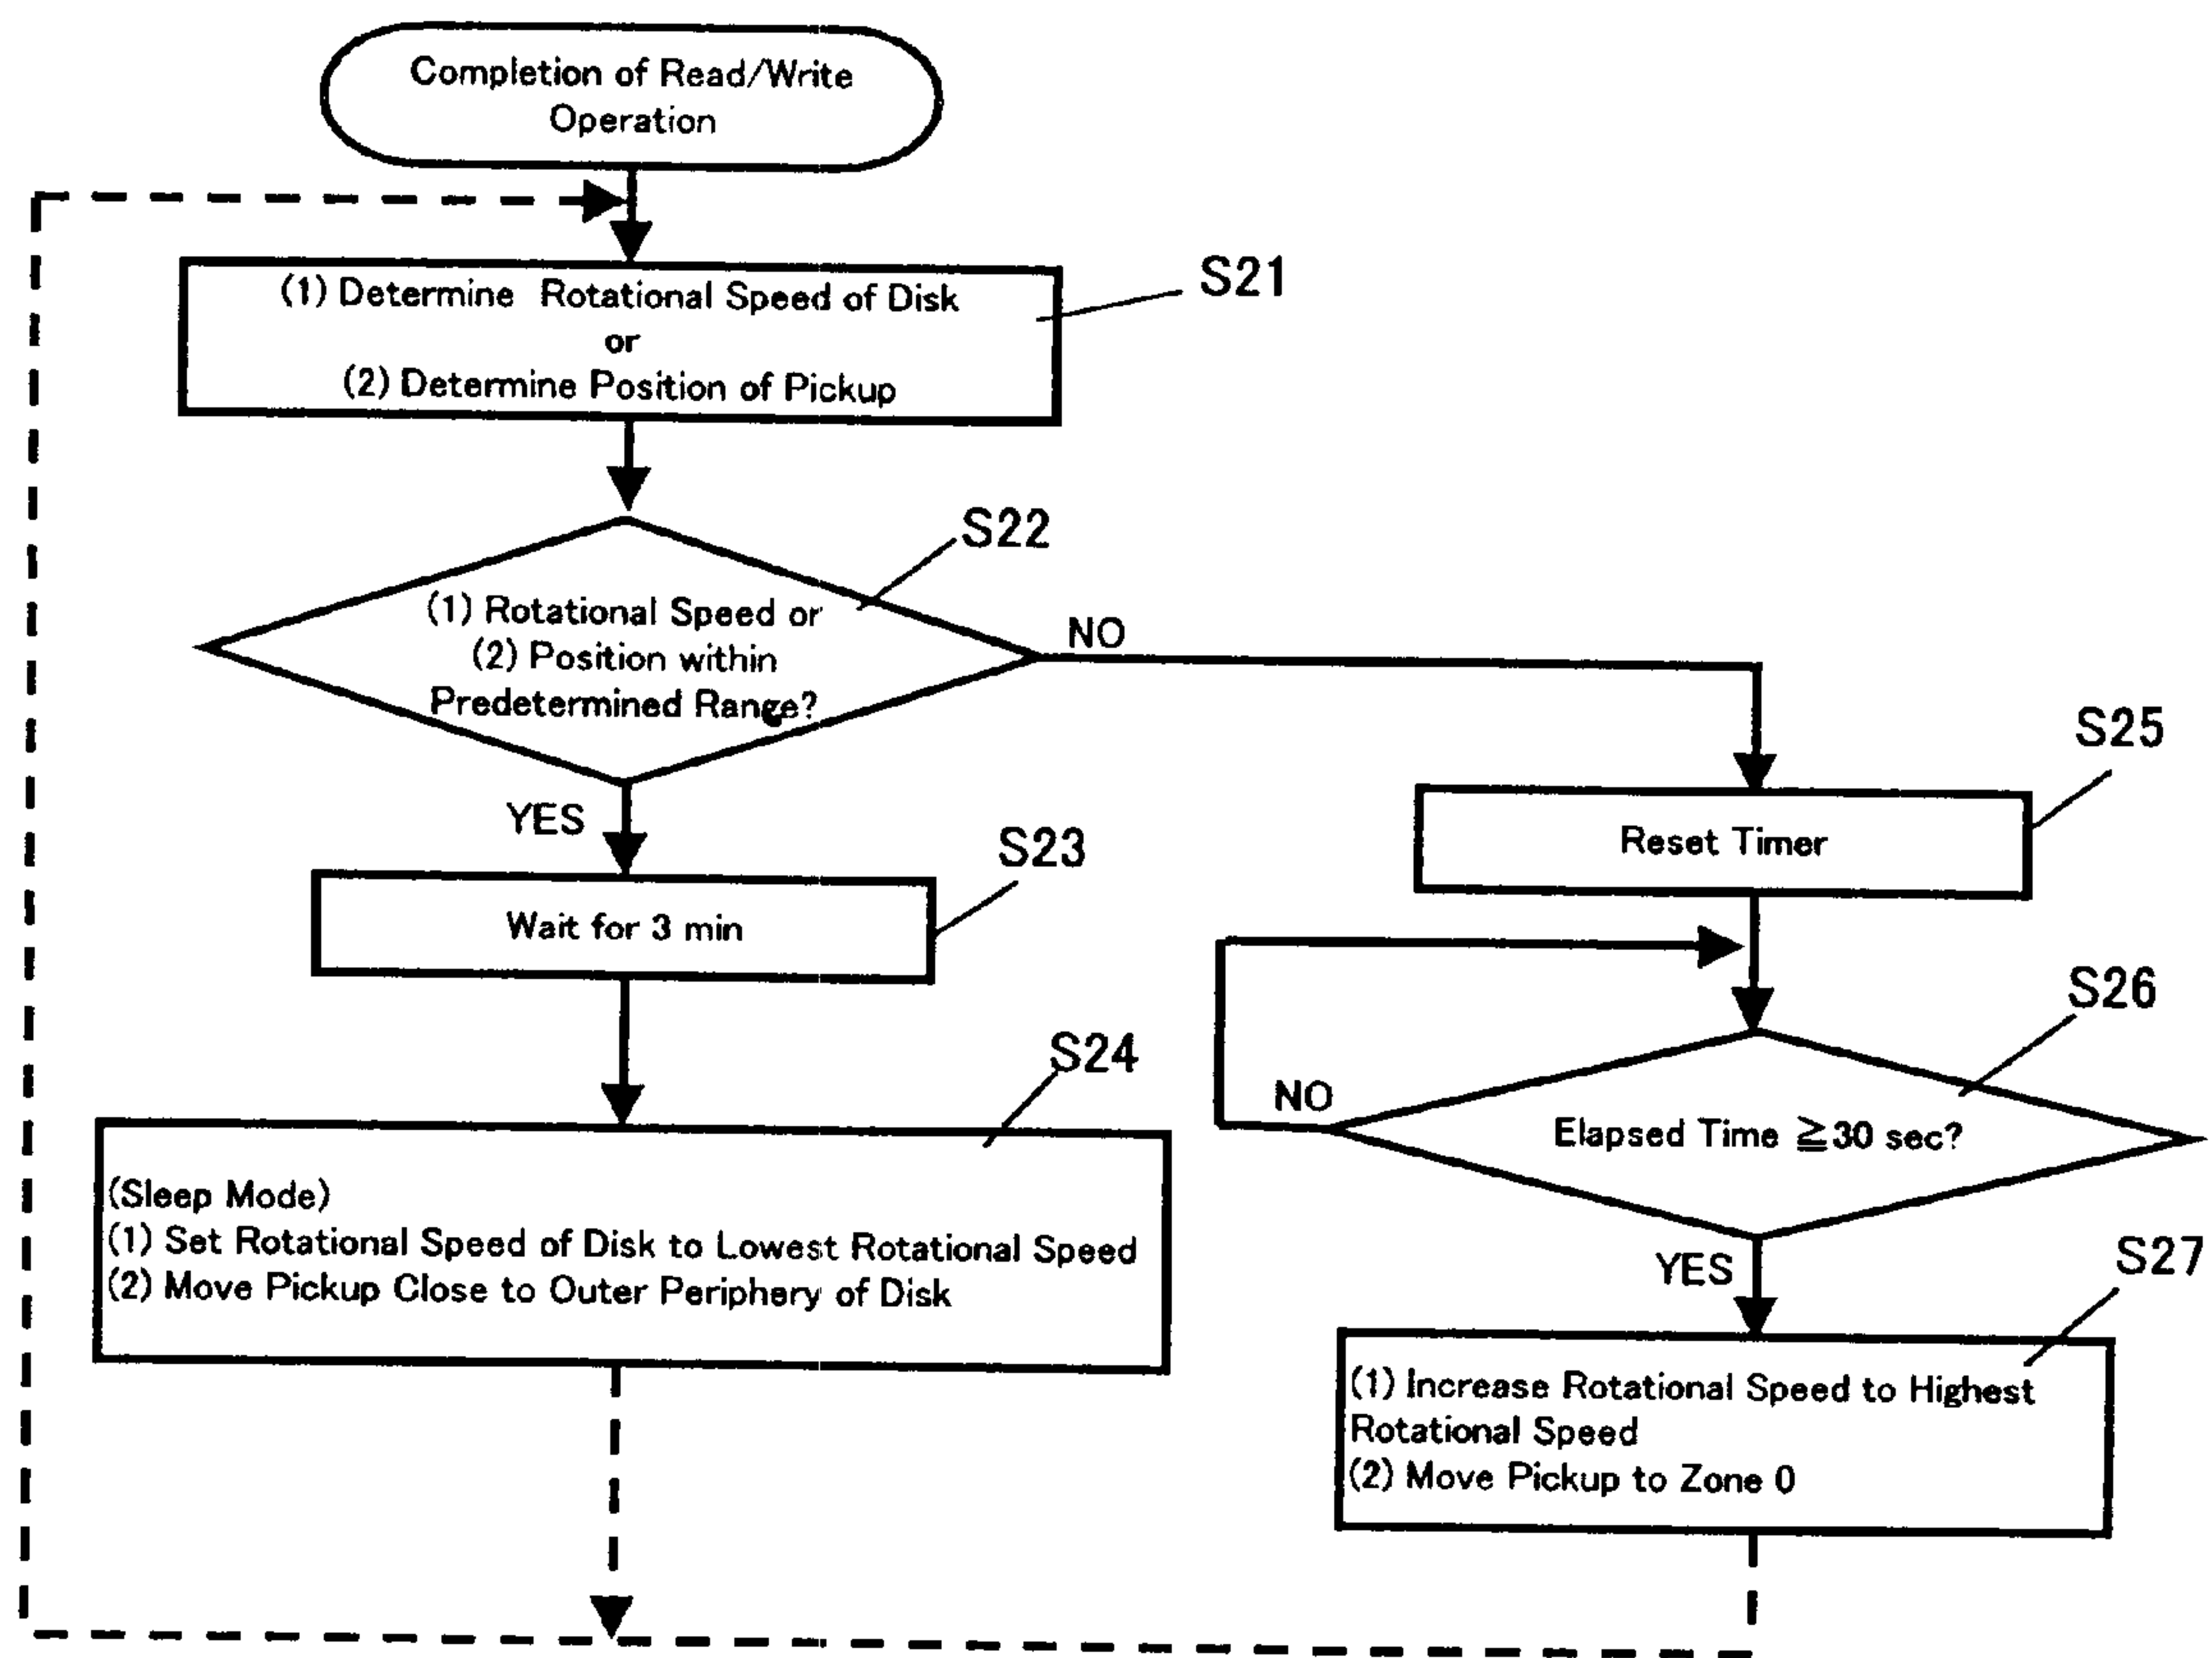 Completion of Read/Write
Operation
(1) Determine Rotational Speed of Disk
or
(2) Determine Position of Pickup
S21
S22
(1) Rotational Speed or
(2) Position within
Predetermined Range?
NO
YES
S23
Wait for 3 min
S24
(Sleep Mode)
(1) Set Rotational Speed of Disk to Lowest Rotational Speed
(2) Move Pickup Close to Outer Periphery of Disk
S25
Reset Timer
S26
NO
Elapsed Time ≧30 sec?
YES
S27
(1) Increase Rotational Speed to Highest
Rotational Speed
(2) Move Pickup to Zone 0